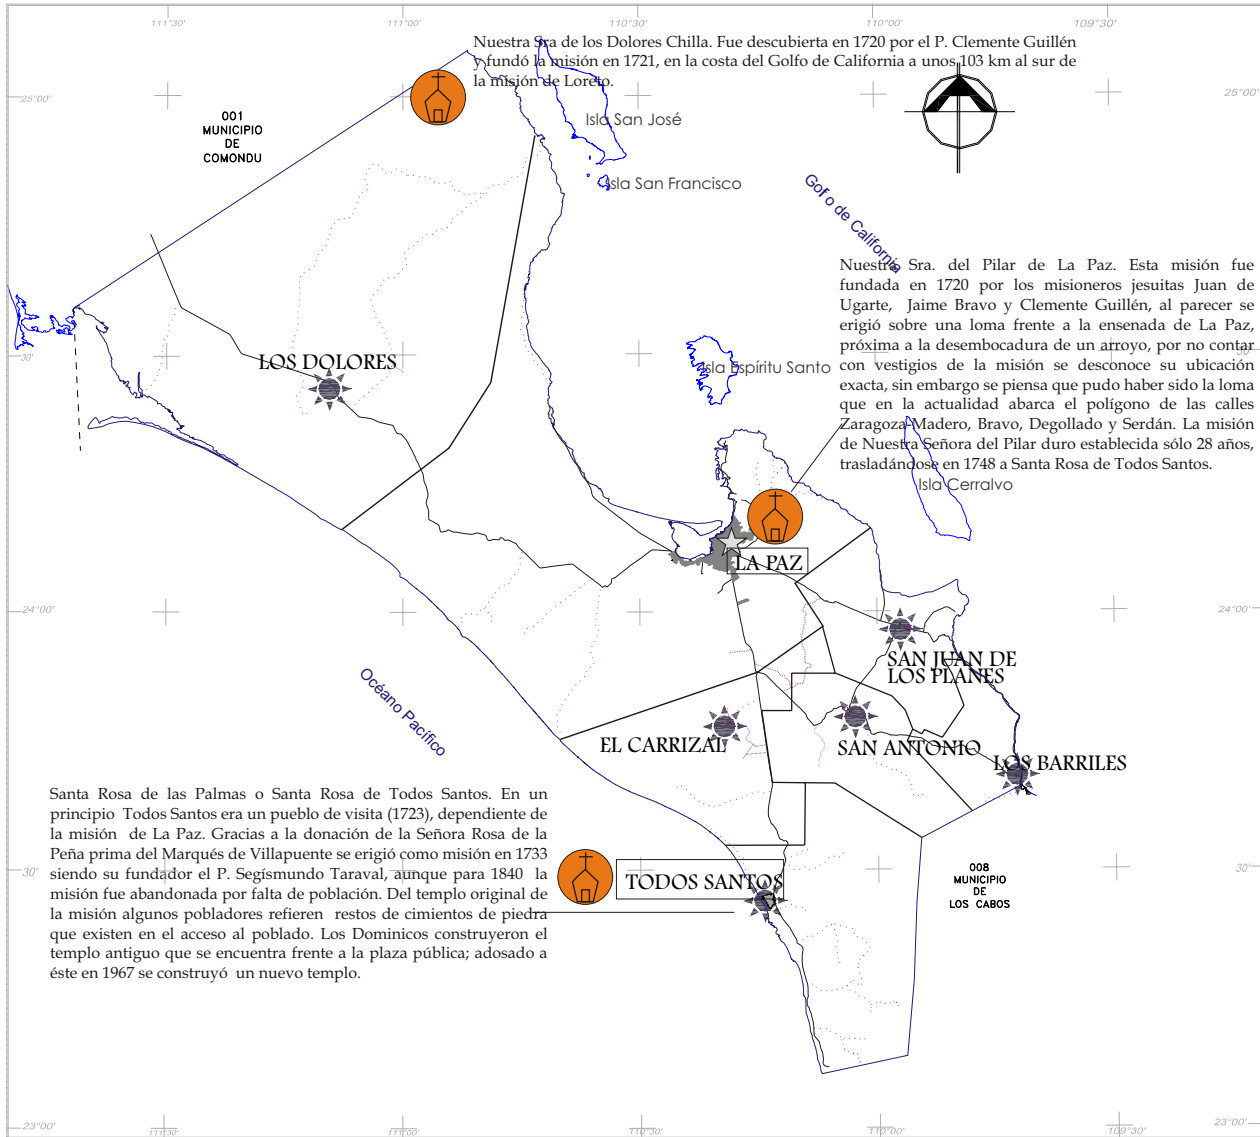 111°30'
111°00'
110°30'
110°00'
109°30'
Nuestra Sra de los Dolores Chilla. Fue descubierta en 1720 por el P. Clemente Guillén
y fundó la misión en 1721, en la costa del Golfo de California a unos 103 km al sur de
la misión de Loreto.
25°00'
25°00'
001
MUNICIPIO
DE
COMONDU
Isla San José
Isla San Francisco
Golfo de California
Nuestra Sra. del Pilar de La Paz. Esta misión fue
fundada en 1720 por los misioneros jesuitas Juan de
Ugarte, Jaime Bravo y Clemente Guillén, al parecer se
erigió sobre una loma frente a la ensenada de La Paz,
próxima a la desembocadura de un arroyo, por no contar
con vestigios de la misión se desconoce su ubicación
exacta, sin embargo se piensa que pudo haber sido la loma
que en la actualidad abarca el polígono de las calles
Zaragoza Madero, Bravo, Degollado y Serdán. La misión
de Nuestra Señora del Pilar duro establecida sólo 28 años,
trasladándose en 1748 a Santa Rosa de Todos Santos.
30'
30'
LOS DOLORES
Isla Espíritu Santo
Isla Cerralvo
LA PAZ
24°00'
24°00'
SAN JUAN DE
LOS PLANES
Océano Pacífico
EL CARRIZAL
SAN ANTONIO
LOS BARRILES
Santa Rosa de las Palmas o Santa Rosa de Todos Santos. En un
principio Todos Santos era un pueblo de visita (1723), dependiente de
la misión de La Paz. Gracias a la donación de la Señora Rosa de la
Peña prima del Marqués de Villapuente se erigió como misión en 1733
siendo su fundador el P. Segísmundo Taraval, aunque para 1840 la
misión fue abandonada por falta de población. Del templo original de
la misión algunos pobladores refieren restos de cimientos de piedra
que existen en el acceso al poblado. Los Dominicos construyeron el
templo antiguo que se encuentra frente a la plaza pública; adosado a
éste en 1967 se construyó un nuevo templo.
30'
30'
TODOS SANTOS
008
MUNICIPIO
DE
LOS CABOS
23°00'
23°00'
111°30'
111°00'
110°30'
110°00'
109°30'